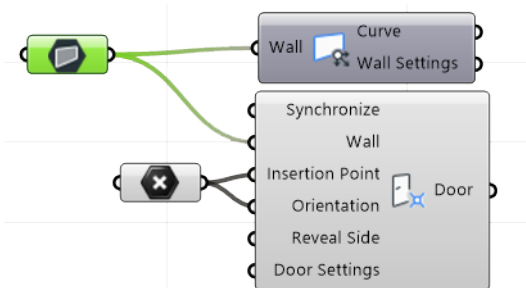 Wall
Curve
Wall Settings
Synchronize
Wall
Insertion Point
Orientation
Reveal Side
Door Settings
Door